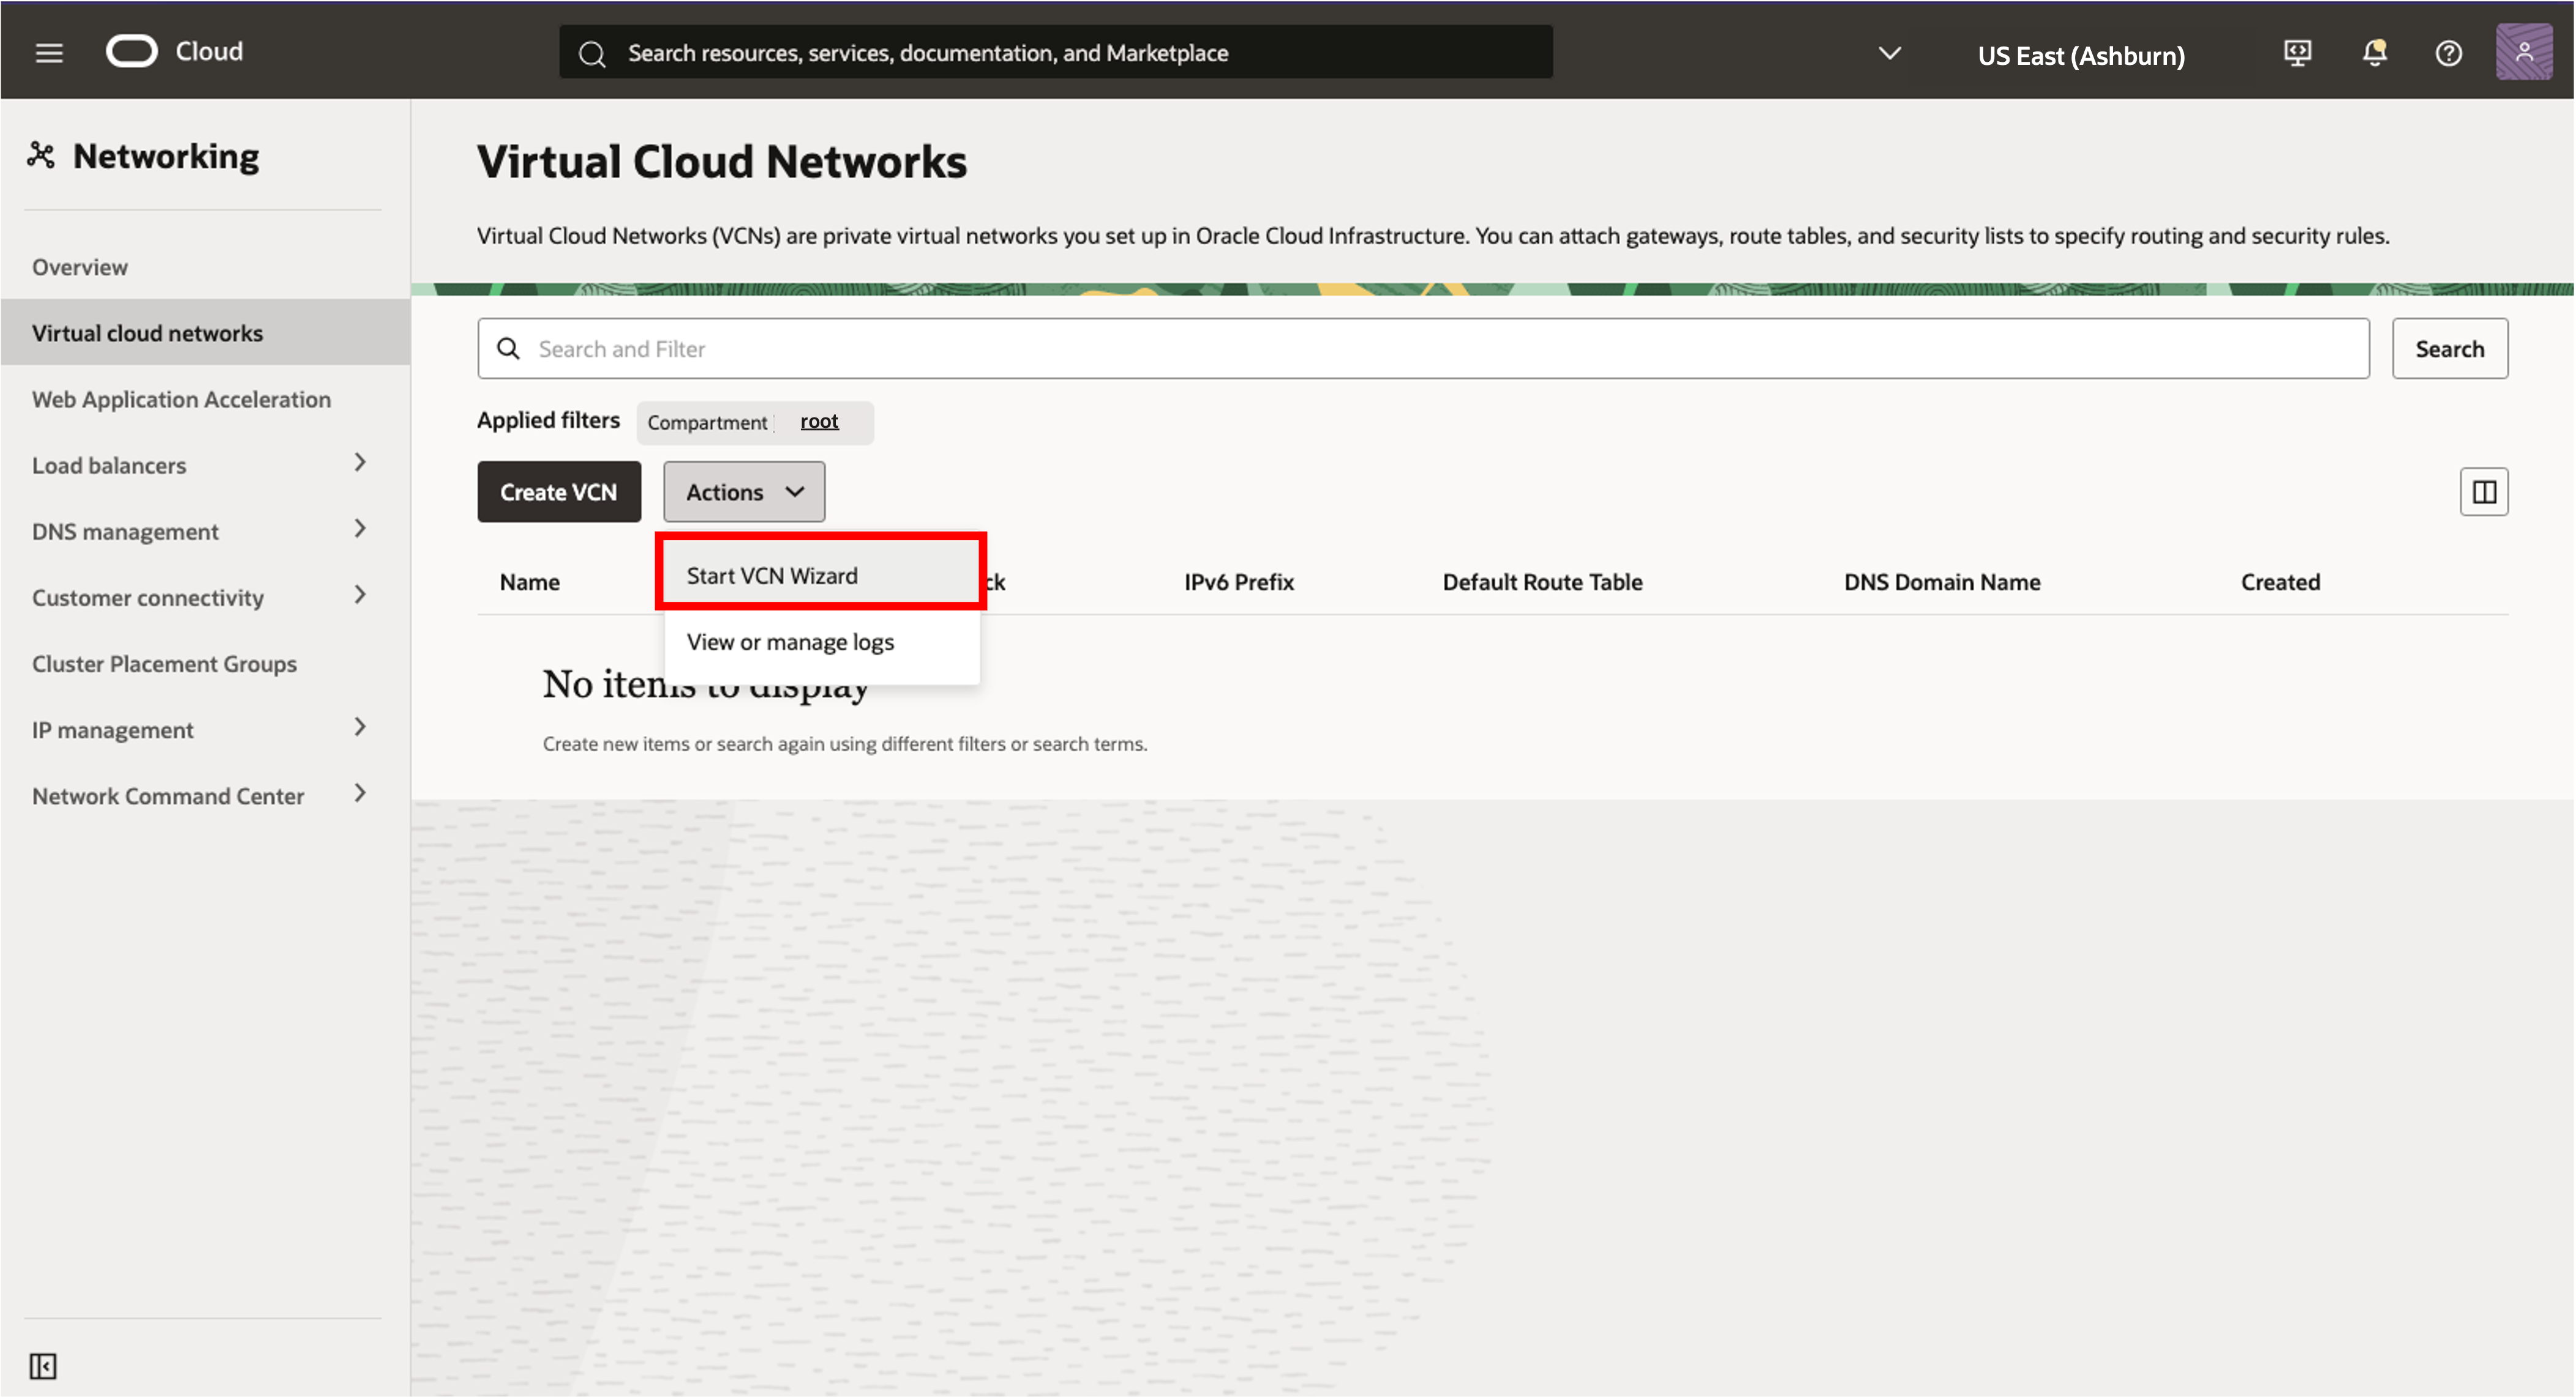 Cloud
Search resources, services, documentation, and Marketplace
US East (Ashburn)
Networking
Overview
Virtual cloud networks
Web Application Acceleration
Load balancers
DNS management
Customer connectivity
Cluster Placement Groups
IP management
Network Command Center
Virtual Cloud Networks
Virtual Cloud Networks (VCNs) are private virtual networks you set up in Oracle Cloud Infrastructure. You can attach gateways, route tables, and security lists to specify routing and security rules.
Search and Filter
Search
Applied filters Compartment root
Create VCN Actions
Start VCN Wizard
View or manage logs
Name IPv6 Prefix Default Route Table DNS Domain Name Created
No items to display
Create new items or search again using different filters or search terms.